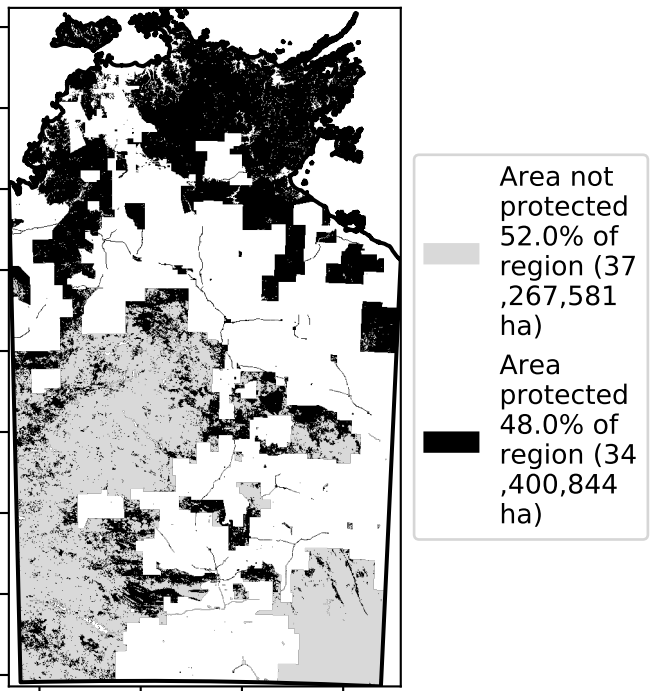 Area not
protected
52.0% of
region (37
,267,581
ha)
Area
protected
48.0% of
region (34
,400,844
ha)